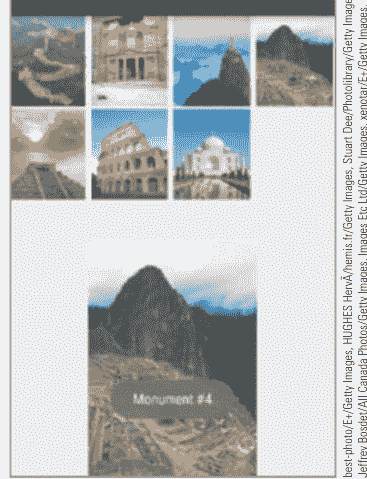 Monument #4
best-photo/E+/Getty Images, HUGHES HervÃ/hemis.fr/Getty Images, Stuart Dee/Photolibrary/Getty Image
Jeffrey Bosdet/All Canada Photos/Getty Images, Images Etc Ltd/Getty Images, xenotar/E+/Getty Images,